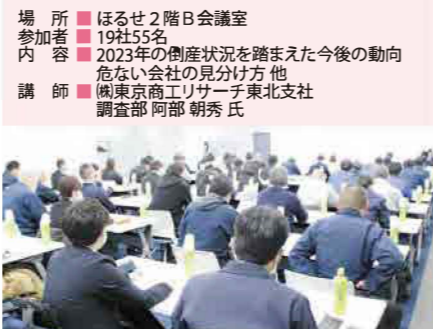 場　所 ■ ほるせ２階Ｂ会議室
参加者 ■ 19社55名
内　容 ■ 2023年の倒産状況を踏まえた今後の動向
危ない会社の見分け方 他
講　師 ■ ㈱東京商工リサーチ東北支社
調査部 阿部 朝秀 氏